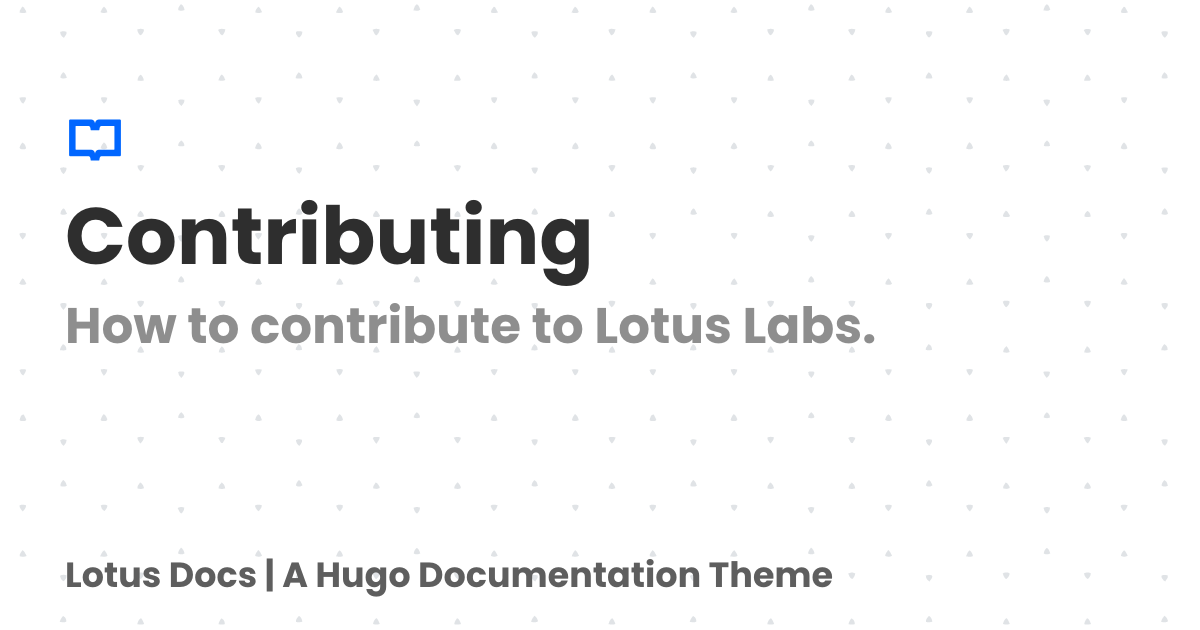 Contributing
How to contribute to Lotus Labs.
Lotus Docs | A Hugo Documentation Theme